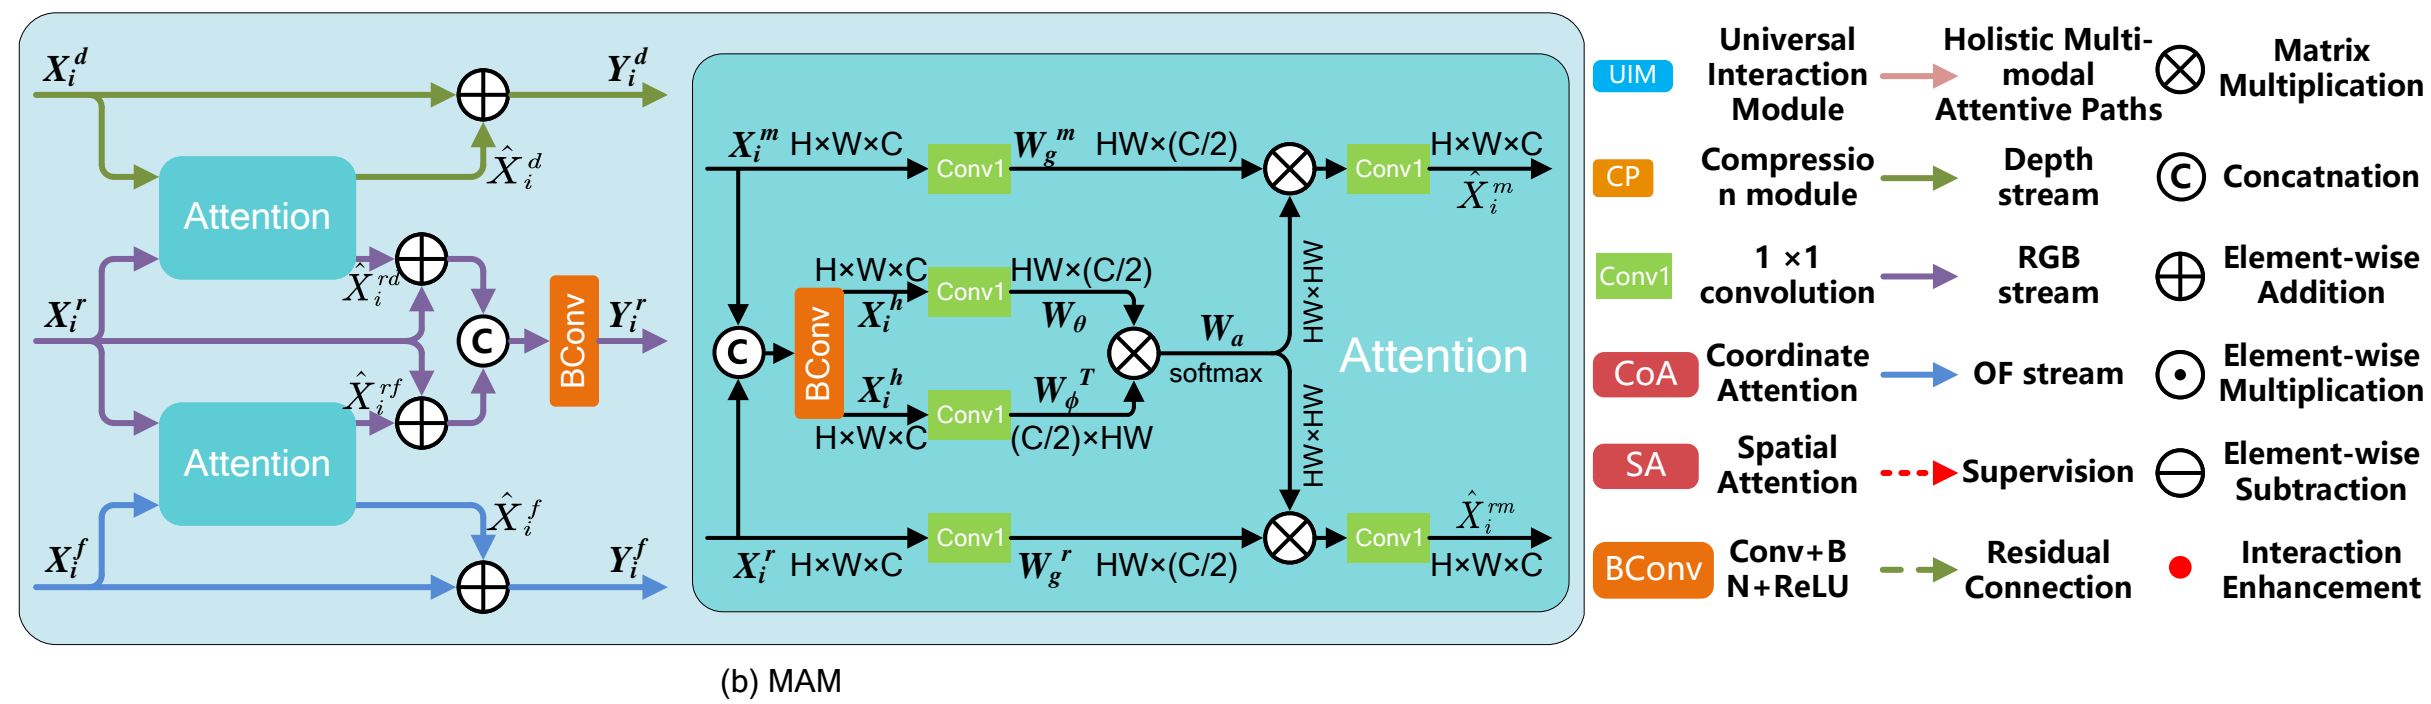 X_i^d
Y_i^d
X̂_i^d
Attention
X̂_i^{rd}
X_i^r
C
BConv
Y_i^r
X̂_i^{rf}
Attention
X̂_i^f
X_i^f
Y_i^f
X_i^m H×W×C
Conv1
W_g^m HW×(C/2)
Conv1
H×W×C
X̂_i^m
H×W×C
X_i^h
Conv1
HW×(C/2)
W_θ
C
BConv
W_a
softmax
HW×HW
HW×HW
Attention
X_i^h
H×W×C
Conv1
W_ϕ^T
(C/2)×HW
X_i^r H×W×C
Conv1
W_g^r HW×(C/2)
Conv1
X̂_i^{rm}
H×W×C
UIM
Universal
Interaction
Module
Holistic Multi-
modal
Attentive Paths
Matrix
Multiplication
CP
Compressio
n module
Depth
stream
C
Concatnation
Conv1
1 ×1
convolution
RGB
stream
Element-wise
Addition
CoA
Coordinate
Attention
OF stream
Element-wise
Multiplication
SA
Spatial
Attention
Supervision
Element-wise
Subtraction
BConv
Conv+B
N+ReLU
Residual
Connection
Interaction
Enhancement
(b) MAM